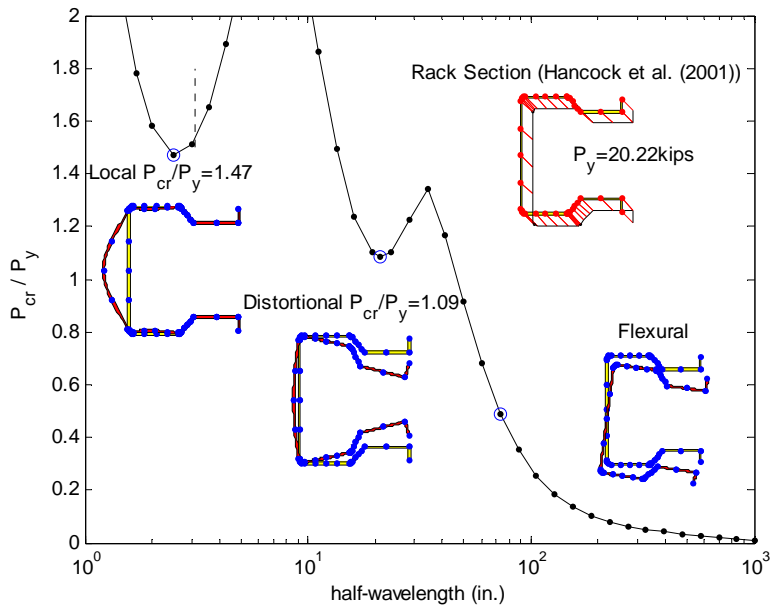 2
1.8
1.6
1.4
1.2
1
0.8
0.6
0.4
0.2
0
P_cr / P_y
Rack Section (Hancock et al. (2001))
P_y=20.22kips
Local P_cr/P_y=1.47
Distortional P_cr/P_y=1.09
Flexural
10^0
10^1
10^2
10^3
half-wavelength (in.)